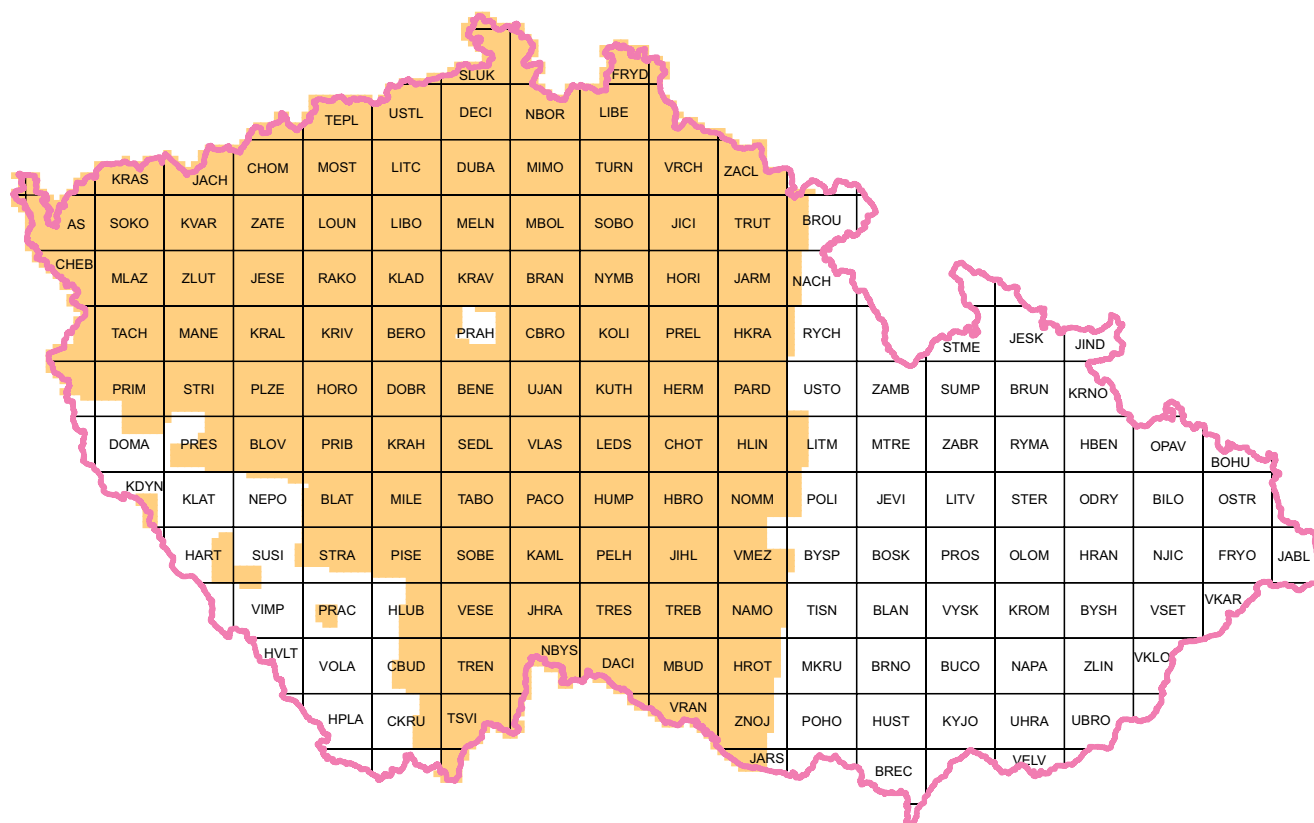 SLUK FRYD
TEPL USTL DECI NBOR LIBE
KRAS JACH CHOM MOST LITC DUBA MIMO TURN VRCH ZACL
AS SOKO KVAR ZATE LOUN LIBO MELN MBOL SOBO JICI TRUT BROU
CHEB MLAZ ZLUT JESE RAKO KLAD KRAV BRAN NYMB HORI JARM NACH
TACH MANE KRAL KRIV BERO PRAH CBRO KOLI PREL HKRA RYCH STME JESK JIND
PRIM STRI PLZE HORO DOBR BENE UJAN KUTH HERM PARD USTO ZAMB SUMP BRUN KRNO
DOMA PRES BLOV PRIB KRAH SEDL VLAS LEDS CHOT HLIN LITM MTRE ZABR RYMA HBEN OPAV BOHU
KDYN KLAT NEPO BLAT MILE TABO PACO HUMP HBRO NOMM POLI JEVI LITV STER ODRY BILO OSTR
HART SUSI STRA PISE SOBE KAML PELH JIHL VMEZ BYSP BOSK PROS OLOM HRAN NJIC FRYO JABL
VIMP PRAC HLUB VESE JHRA TRES TREB NAMO TISN BLAN VYSK KROM BYSH VSET VKAR
HVLT VOLA CBUD TREN NBYS DACI MBUD HROT MKRU BRNO BUCO NAPA ZLIN VKLO
HPLA CKRU TSVI VRAN ZNOJ POHO HUST KYJO UHRA UBRO
JARS BREC VELV